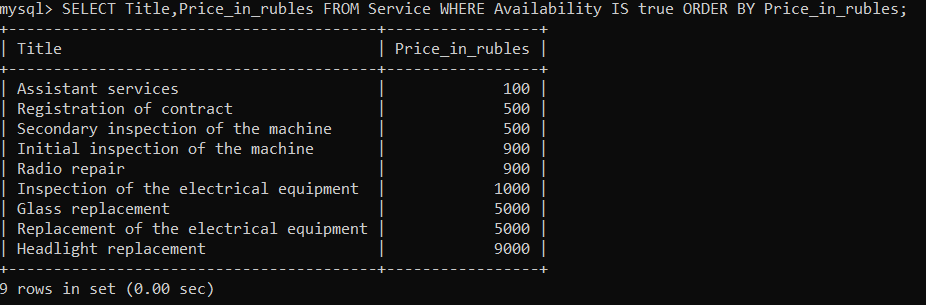 mysql> SELECT Title,Price_in_rubles FROM Service WHERE Availability IS true ORDER BY Price_in_rubles;
+-----------------------------------------+-----------------+
| Title                                   | Price_in_rubles |
+-----------------------------------------+-----------------+
| Assistant services                      |             100 |
| Registration of contract                |             500 |
| Secondary inspection of the machine     |             500 |
| Initial inspection of the machine       |             900 |
| Radio repair                            |             900 |
| Inspection of the electrical equipment  |            1000 |
| Glass replacement                       |            5000 |
| Replacement of the electrical equipment |            5000 |
| Headlight replacement                   |            9000 |
+-----------------------------------------+-----------------+
9 rows in set (0.00 sec)